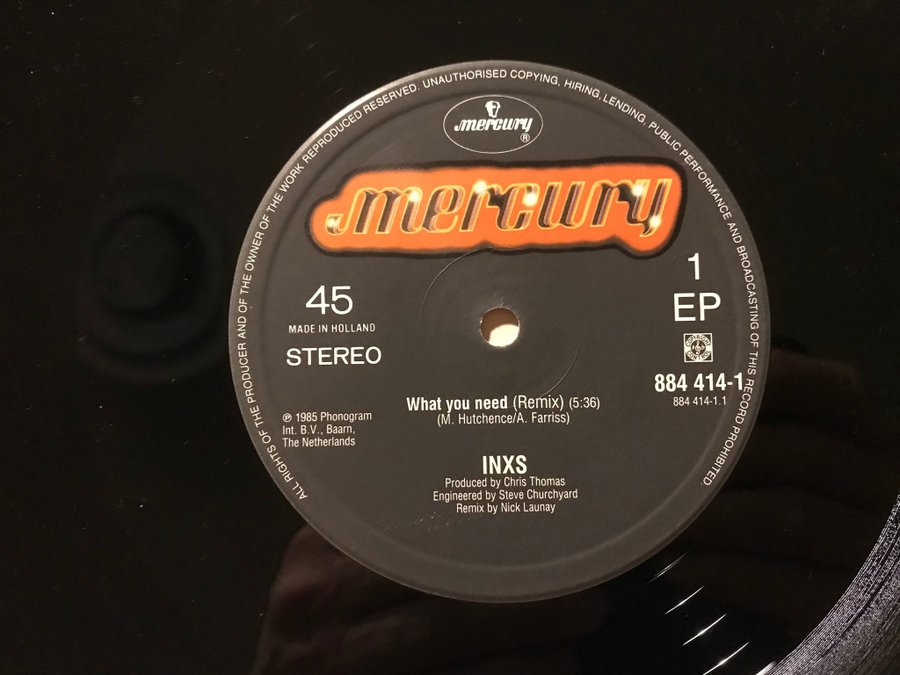 ALL RIGHTS OF THE PRODUCER AND OF THE OWNER OF THE WORK REPRODUCED RESERVED. UNAUTHORISED COPYING, HIRING, LENDING, PUBLIC PERFORMANCE AND BROADCASTING OF THIS RECORD PROHIBITED.
mercury ®
mercury
45
MADE IN HOLLAND
STEREO
1
EP
884 414-1
884 414-1.1
What you need (Remix) (5:36)
(M. Hutchence/A. Farriss)
℗ 1985 Phonogram
Int. B.V., Baarn,
The Netherlands
INXS
Produced by Chris Thomas
Engineered by Steve Churchyard
Remix by Nick Launay